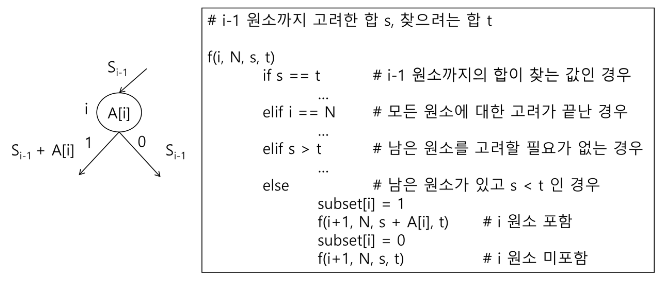 S i-1
i A[i]
S i-1 + A[i] 1 0 S i-1
# i-1 원소까지 고려한 합 s, 찾으려는 합 t
f(i, N, s, t)
if s == t # i-1 원소까지의 합이 찾는 값인 경우
...
elif i == N # 모든 원소에 대한 고려가 끝난 경우
...
elif s > t # 남은 원소를 고려할 필요가 없는 경우
...
else # 남은 원소가 있고 s < t 인 경우
subset[i] = 1
f(i+1, N, s + A[i], t) # i 원소 포함
subset[i] = 0
f(i+1, N, s, t) # i 원소 미포함